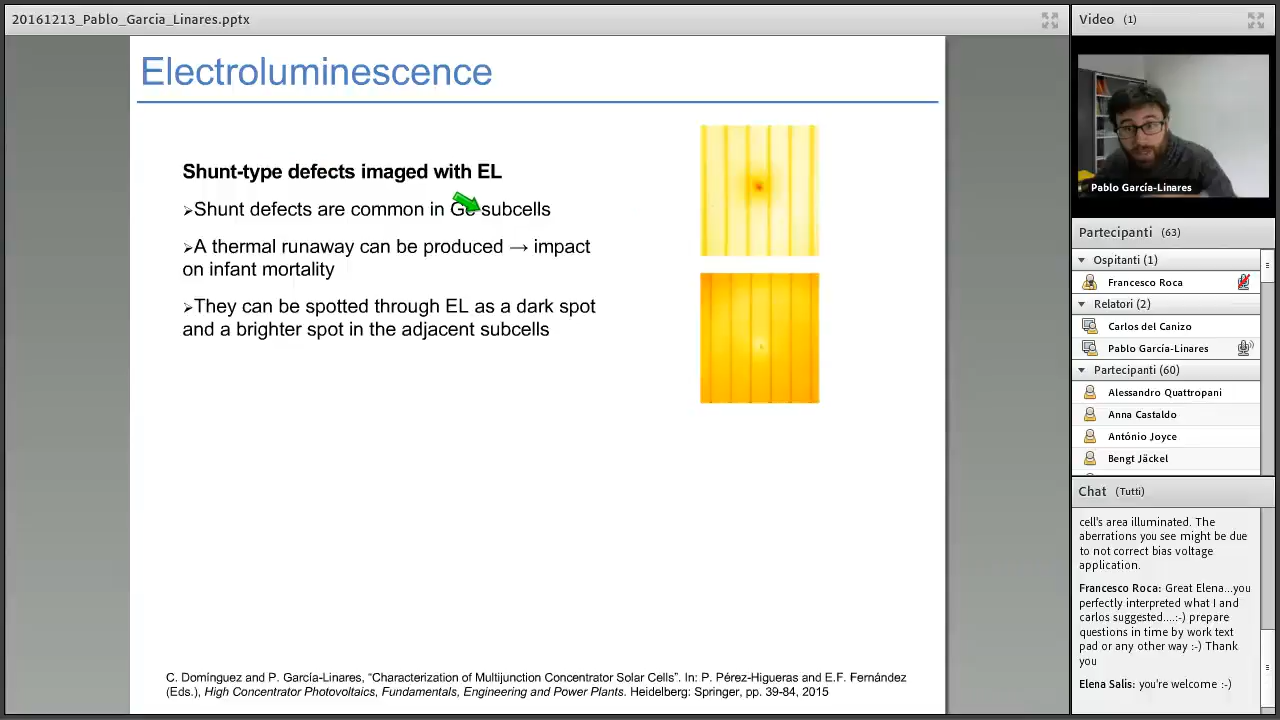 20161213_Pablo_Garcia_Linares.pptx
Electroluminescence
Shunt-type defects imaged with EL
➢Shunt defects are common in Ge subcells
➢A thermal runaway can be produced → impact
on infant mortality
➢They can be spotted through EL as a dark spot
and a brighter spot in the adjacent subcells
C. Domínguez and P. García-Linares, “Characterization of Multijunction Concentrator Solar Cells”. In: P. Pérez-Higueras and E.F. Fernández
(Eds.), High Concentrator Photovoltaics, Fundamentals, Engineering and Power Plants. Heidelberg: Springer, pp. 39-84, 2015
Video (1)
Pablo García-Linares
Partecipanti (63)
Ospitanti (1)
Francesco Roca
Relatori (2)
Carlos del Canizo
Pablo García-Linares
Partecipanti (60)
Alessandro Quattropani
Anna Castaldo
António Joyce
Bengt Jäckel
Chat (Tutti)
cell's area illuminated. The
aberrations you see might be due
to not correct bias voltage
application.
Francesco Roca: Great Elena...you
perfectly interpreted what I and
carlos suggested....:-) prepare
questions in time by work text
pad or any other way :-) Thank
you
Elena Salis: you're welcome :-)